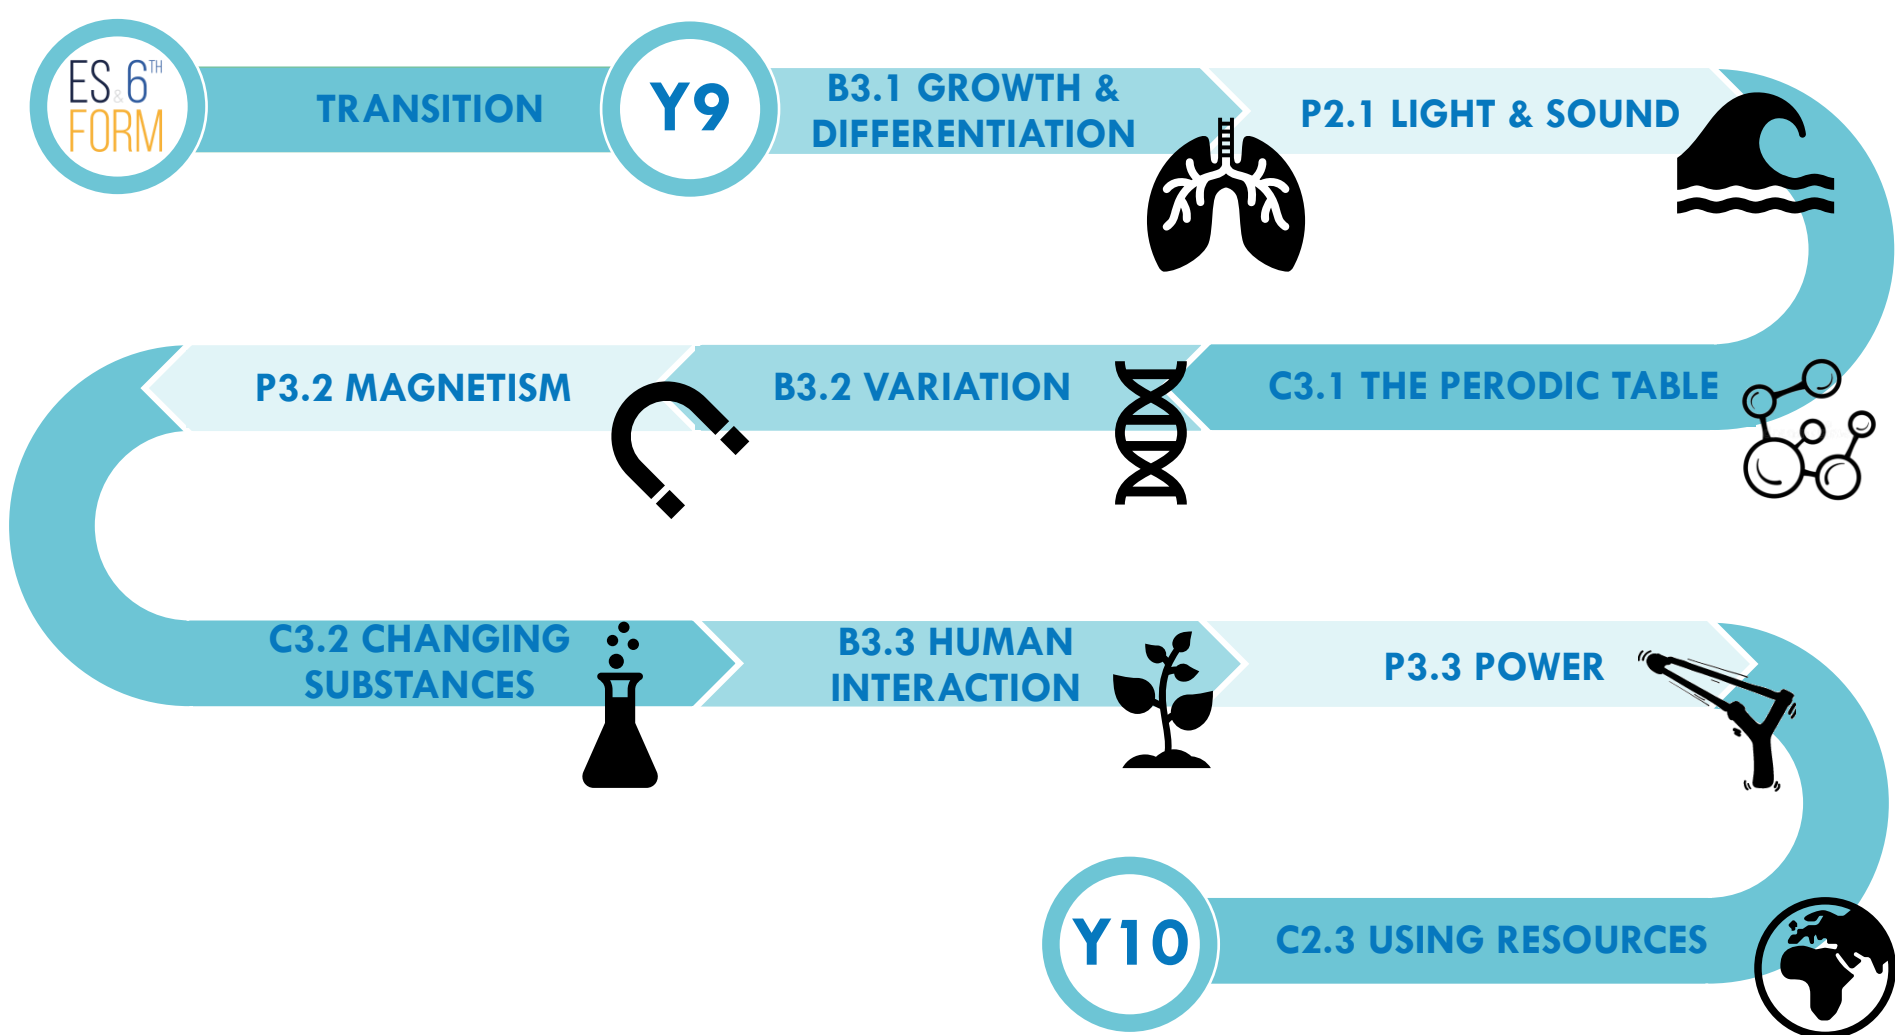 ES & 6TH
FORM
TRANSITION
Y9
B3.1 GROWTH &
DIFFERENTIATION
P2.1 LIGHT & SOUND
C3.1 THE PERODIC TABLE
B3.2 VARIATION
P3.2 MAGNETISM
C3.2 CHANGING
SUBSTANCES
B3.3 HUMAN
INTERACTION
P3.3 POWER
C2.3 USING RESOURCES
Y10